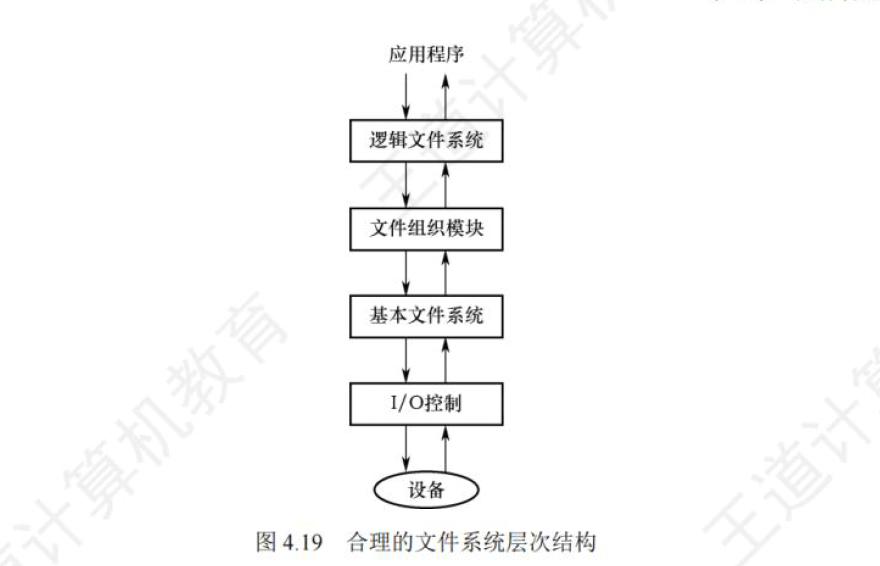 应用程序
逻辑文件系统
文件组织模块
基本文件系统
I/O控制
设备
图 4.19 合理的文件系统层次结构
王道计算机教育
王道计算机
王道计算